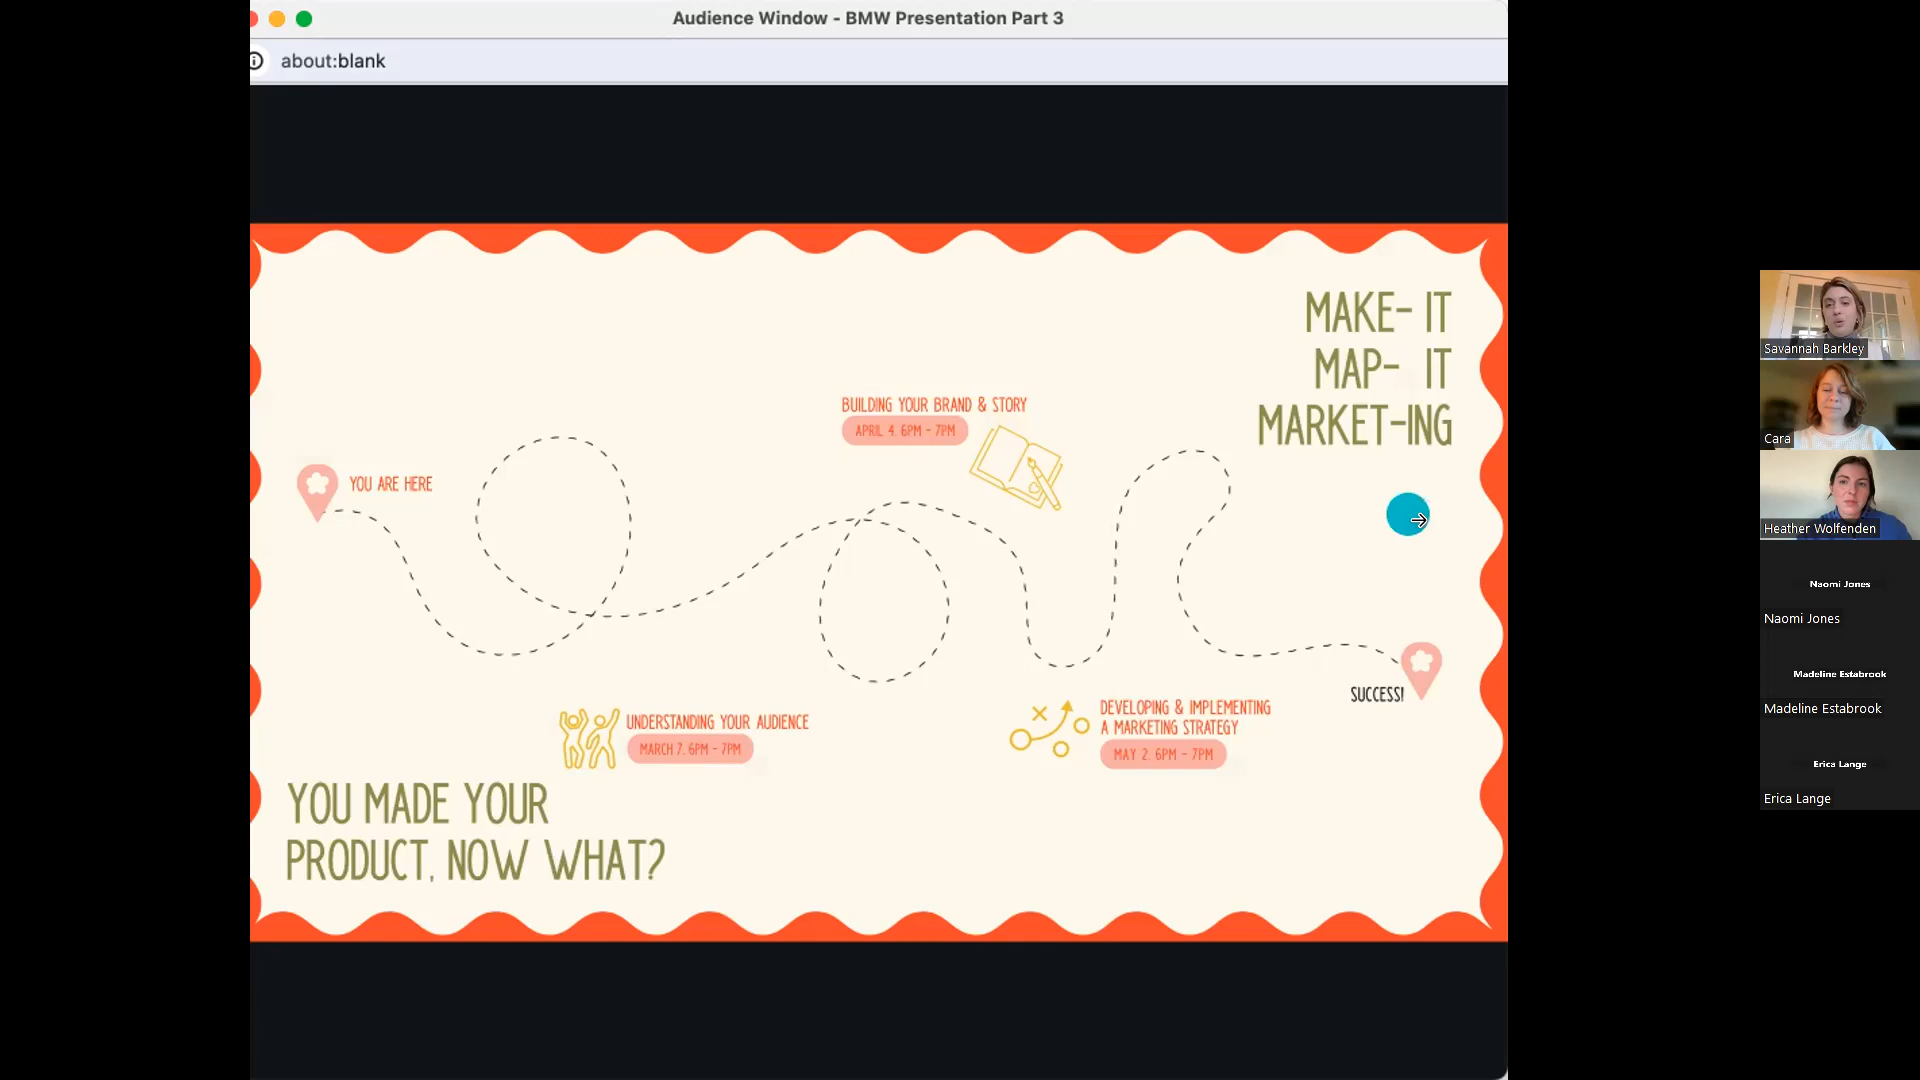 Audience Window - BMW Presentation Part 3
about:blank
MAKE- IT
MAP- IT
MARKET-ING
BUILDING YOUR BRAND & STORY
APRIL 4. 6PM - 7PM
YOU ARE HERE
SUCCESS!
UNDERSTANDING YOUR AUDIENCE
MARCH 7. 6PM - 7PM
DEVELOPING & IMPLEMENTING
A MARKETING STRATEGY
MAY 2. 6PM - 7PM
YOU MADE YOUR
PRODUCT, NOW WHAT?
Savannah Barkley
Cara
Heather Wolfenden
Naomi Jones
Naomi Jones
Madeline Estabrook
Madeline Estabrook
Erica Lange
Erica Lange